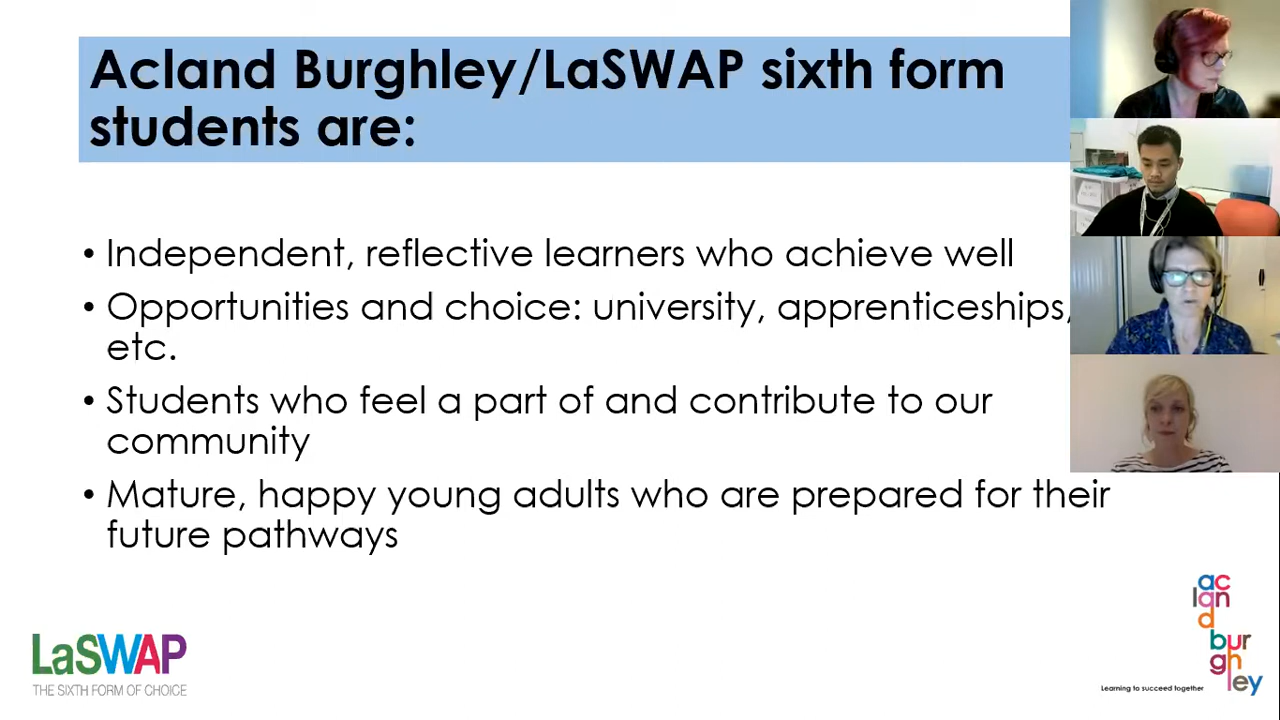 Acland Burghley/LaSWAP sixth form
students are:
• Independent, reflective learners who achieve well
• Opportunities and choice: university, apprenticeships,
etc.
• Students who feel a part of and contribute to our
community
• Mature, happy young adults who are prepared for their
future pathways
LaSWAP
THE SIXTH FORM OF CHOICE
Learning to succeed together
ac
lan
d
bur
gh
ley